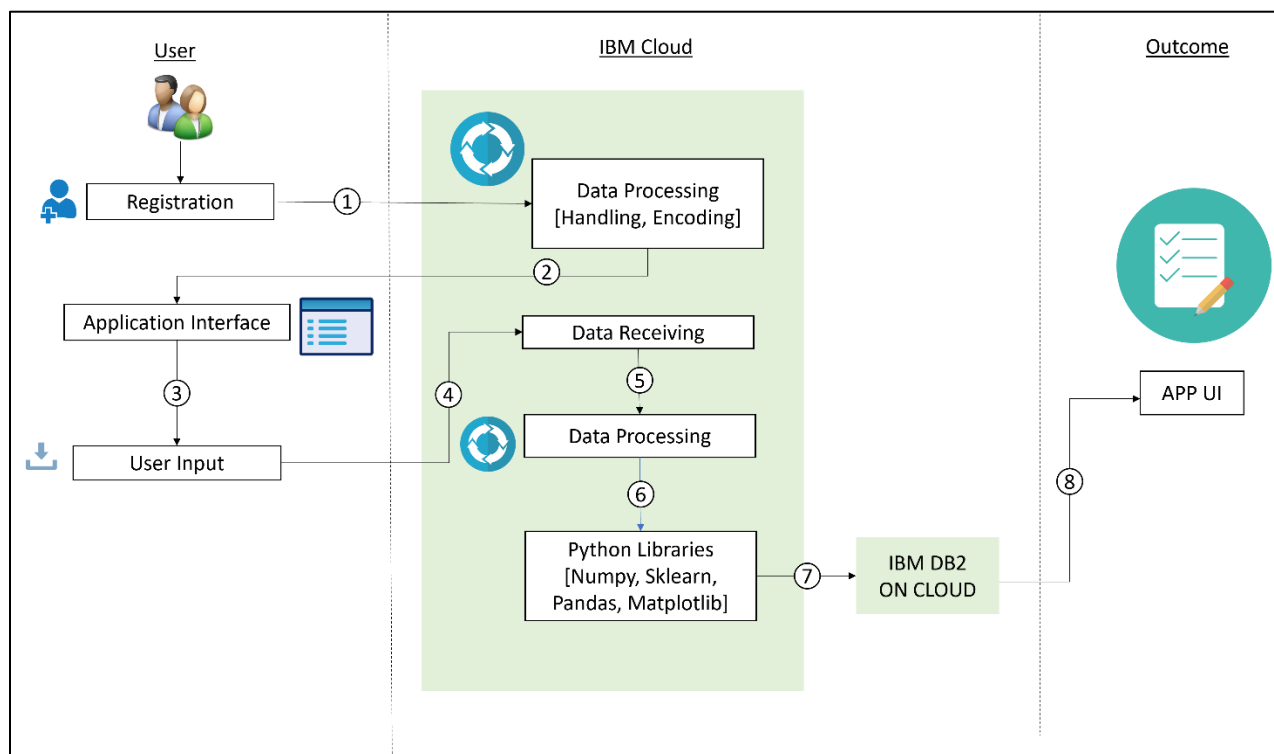 User
IBM Cloud
Outcome
Registration
1
Data Processing
[Handling, Encoding]
2
Application Interface
3
User Input
4
Data Receiving
5
Data Processing
6
Python Libraries
[Numpy, Sklearn,
Pandas, Matplotlib]
7
IBM DB2
ON CLOUD
8
APP UI